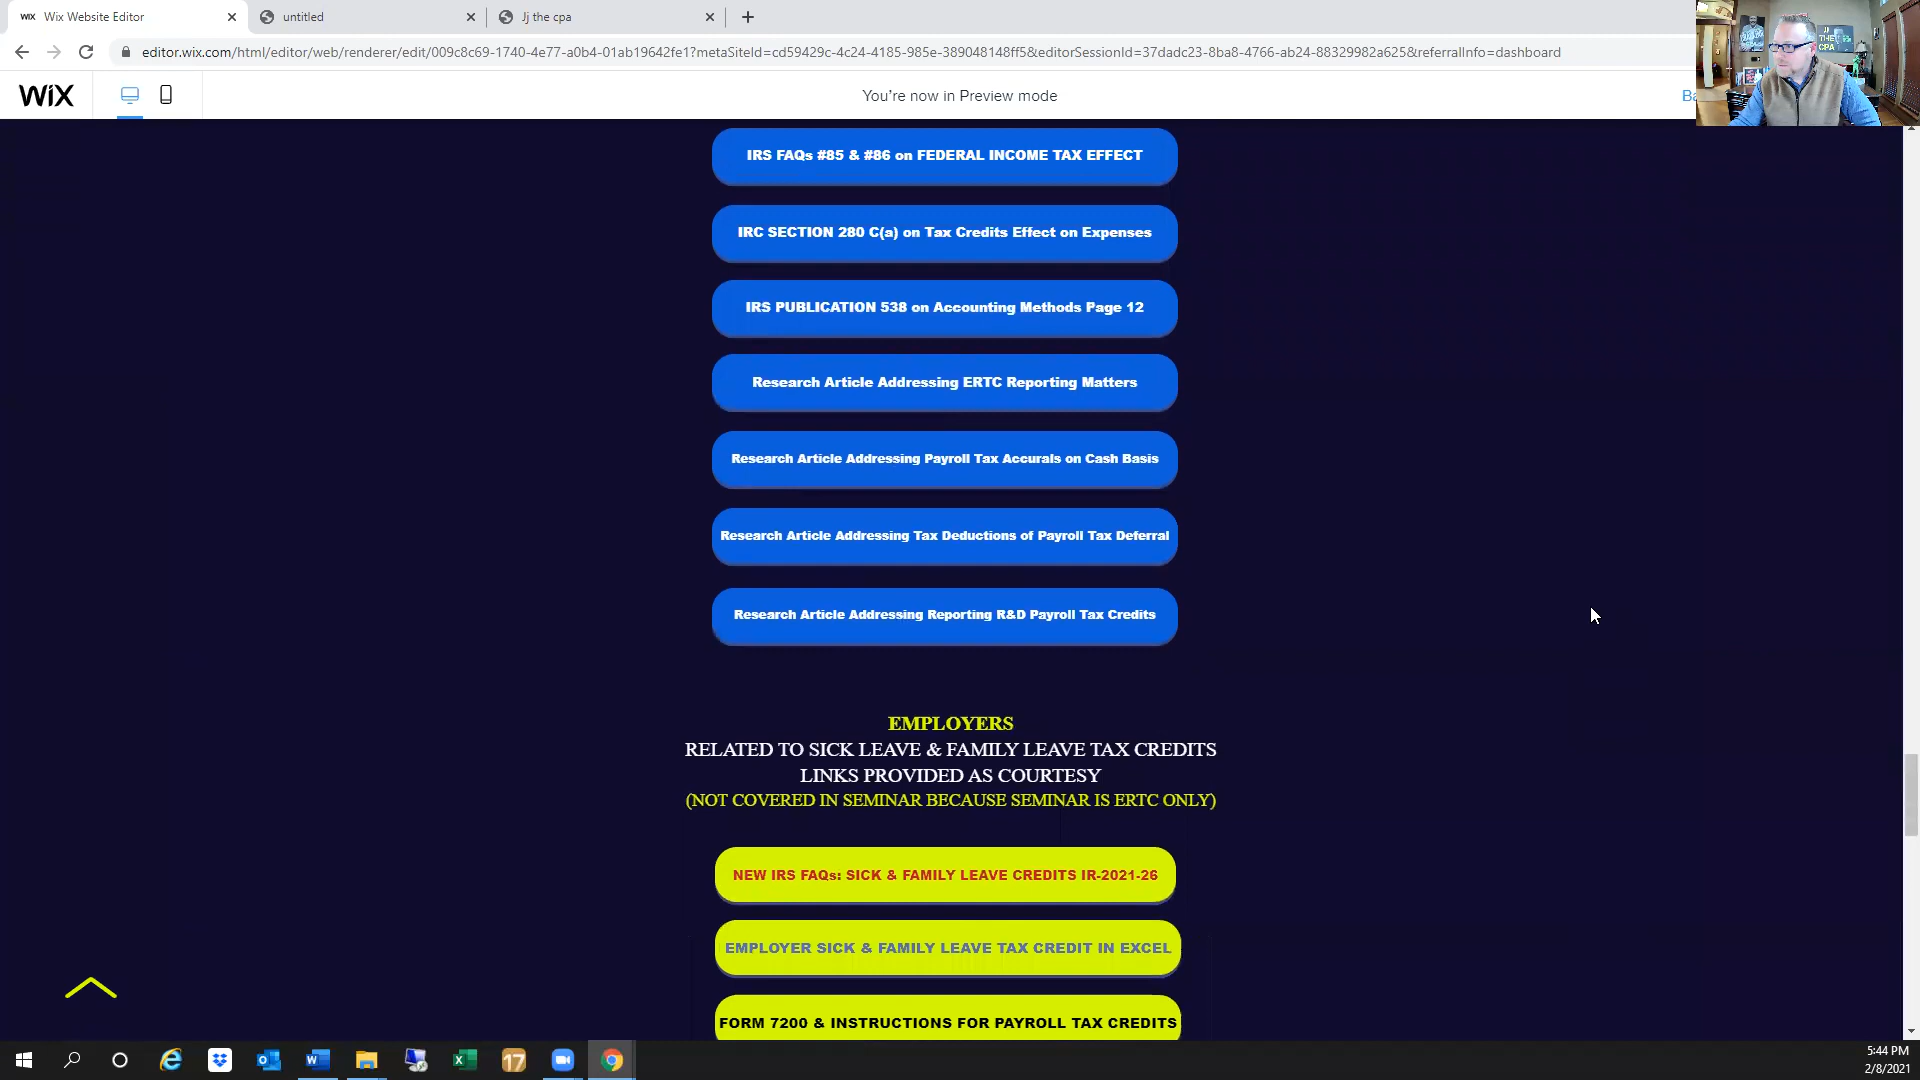 WIX Wix Website Editor
untitled
Jj the cpa
editor.wix.com/html/editor/web/renderer/edit/009c8c69-1740-4e77-a0b4-01ab19642fe1?metaSiteId=cd59429c-4c24-4185-985e-389048148ff5&editorSessionId=37dadc23-8ba8-4766-ab24-88329982a625&referralInfo=dashboard
WiX
You're now in Preview mode
JJ
THE
CPA
IRS FAQs #85 & #86 on FEDERAL INCOME TAX EFFECT
IRC SECTION 280 C(a) on Tax Credits Effect on Expenses
IRS PUBLICATION 538 on Accounting Methods Page 12
Research Article Addressing ERTC Reporting Matters
Research Article Addressing Payroll Tax Accurals on Cash Basis
Research Article Addressing Tax Deductions of Payroll Tax Deferral
Research Article Addressing Reporting R&D Payroll Tax Credits
EMPLOYERS
RELATED TO SICK LEAVE & FAMILY LEAVE TAX CREDITS
LINKS PROVIDED AS COURTESY
(NOT COVERED IN SEMINAR BECAUSE SEMINAR IS ERTC ONLY)
NEW IRS FAQs: SICK & FAMILY LEAVE CREDITS IR-2021-26
EMPLOYER SICK & FAMILY LEAVE TAX CREDIT IN EXCEL
FORM 7200 & INSTRUCTIONS FOR PAYROLL TAX CREDITS
17
5:44 PM
2/8/2021